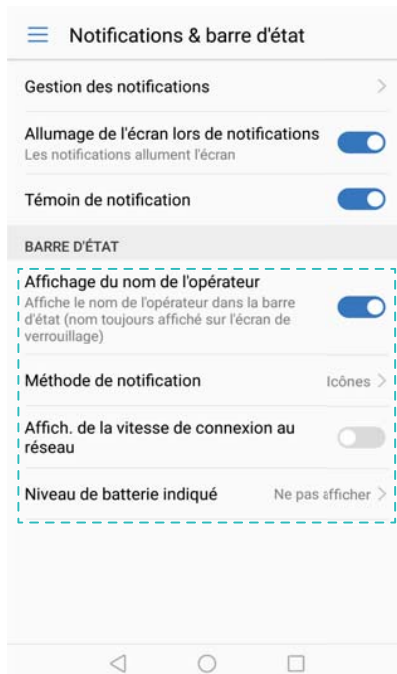 Notifications & barre d'état
Gestion des notifications
Allumage de l'écran lors de notifications
Les notifications allument l'écran
Témoin de notification
BARRE D'ÉTAT
Affichage du nom de l'opérateur
Affiche le nom de l'opérateur dans la barre
d'état (nom toujours affiché sur l'écran de
verrouillage)
Méthode de notification Icônes
Affich. de la vitesse de connexion au
réseau
Niveau de batterie indiqué Ne pas afficher